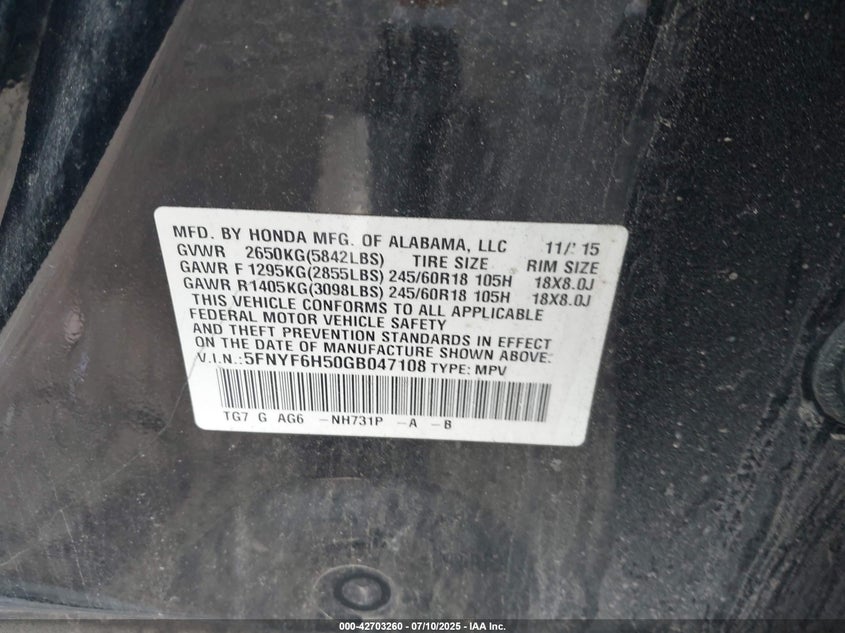 MFD. BY HONDA MFG. OF ALABAMA, LLC 11/15
GVWR 2650KG(5842LBS) TIRE SIZE RIM SIZE
GAWR F 1295KG(2855LBS) 245/60R18 105H 18X8.0J
GAWR R1405KG(3098LBS) 245/60R18 105H 18X8.0J
THIS VEHICLE CONFORMS TO ALL APPLICABLE
FEDERAL MOTOR VEHICLE SAFETY
AND THEFT PREVENTION STANDARDS IN EFFECT
ON THE DATE OF MANUFACTURE SHOWN ABOVE.
V.I.N.:5FNYF6H50GB047108 TYPE: MPV
TG7 G AG6 -NH731P -A -B
000-42703260 - 07/10/2025 - IAA Inc.